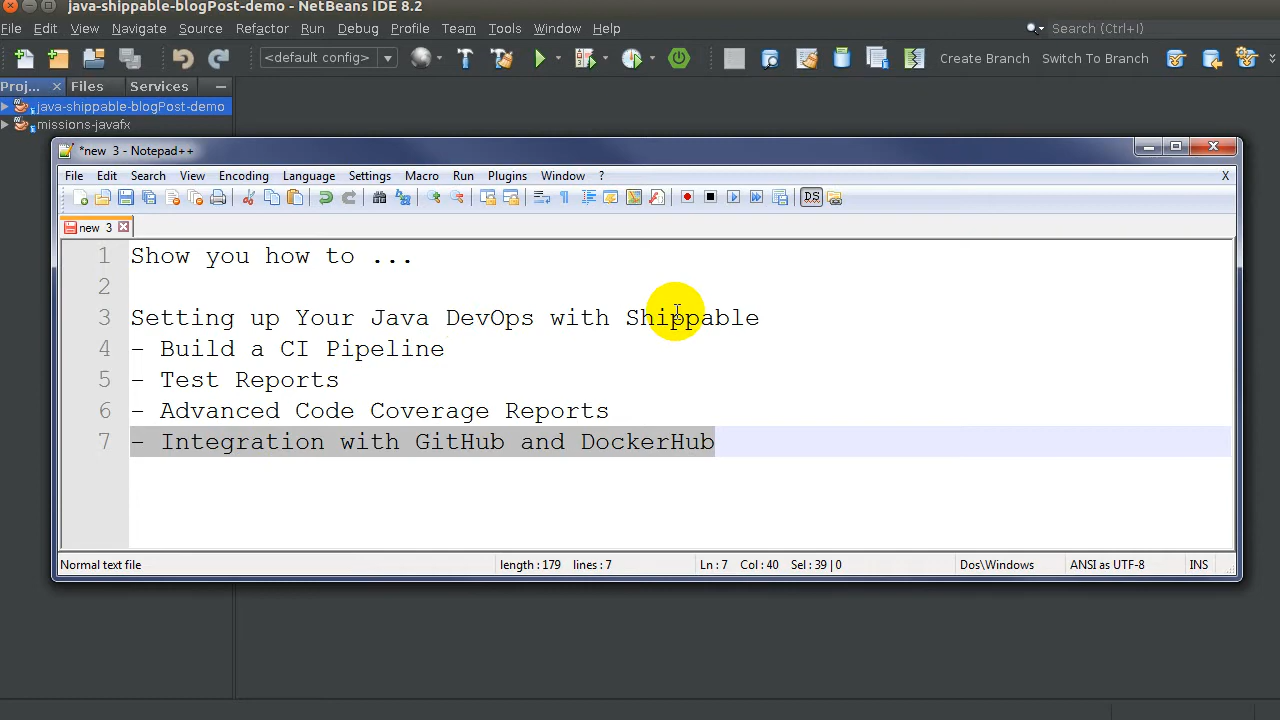 java-shippable-blogPost-demo - NetBeans IDE 8.2
File Edit View Navigate Source Refactor Run Debug Profile Team Tools Window Help
Search (Ctrl+I)
<default config>
Create Branch Switch To Branch
Proj... Files Services
java-shippable-blogPost-demo
missions-javafx
*new 3 - Notepad++
File Edit Search View Encoding Language Settings Macro Run Plugins Window ? X
new 3
1 Show you how to ...
2
3 Setting up Your Java DevOps with Shippable
4 - Build a CI Pipeline
5 - Test Reports
6 - Advanced Code Coverage Reports
7 - Integration with GitHub and DockerHub
Normal text file length : 179 lines : 7 Ln : 7 Col : 40 Sel : 39 | 0 Dos\Windows ANSI as UTF-8 INS